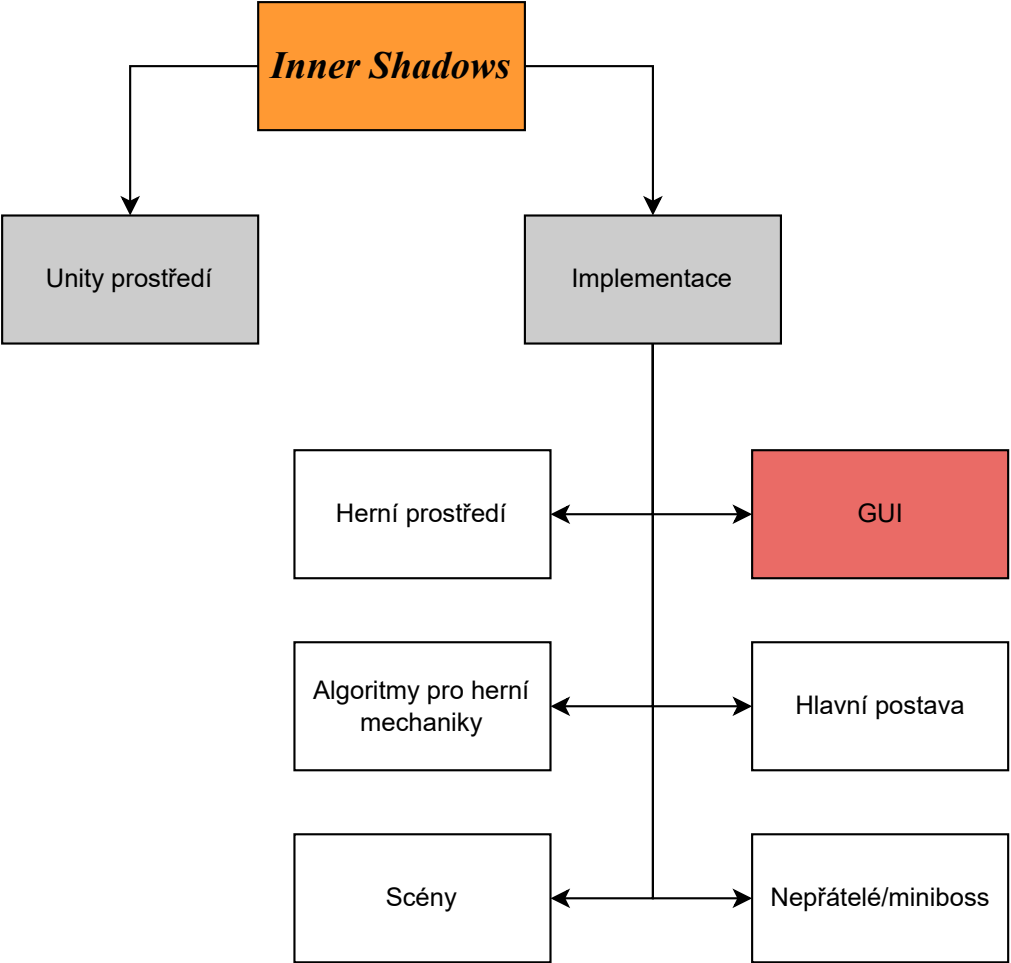 Inner Shadows
Unity prostředí
Implementace
Herní prostředí
GUI
Algoritmy pro herní
mechaniky
Hlavní postava
Scény
Nepřátelé/miniboss